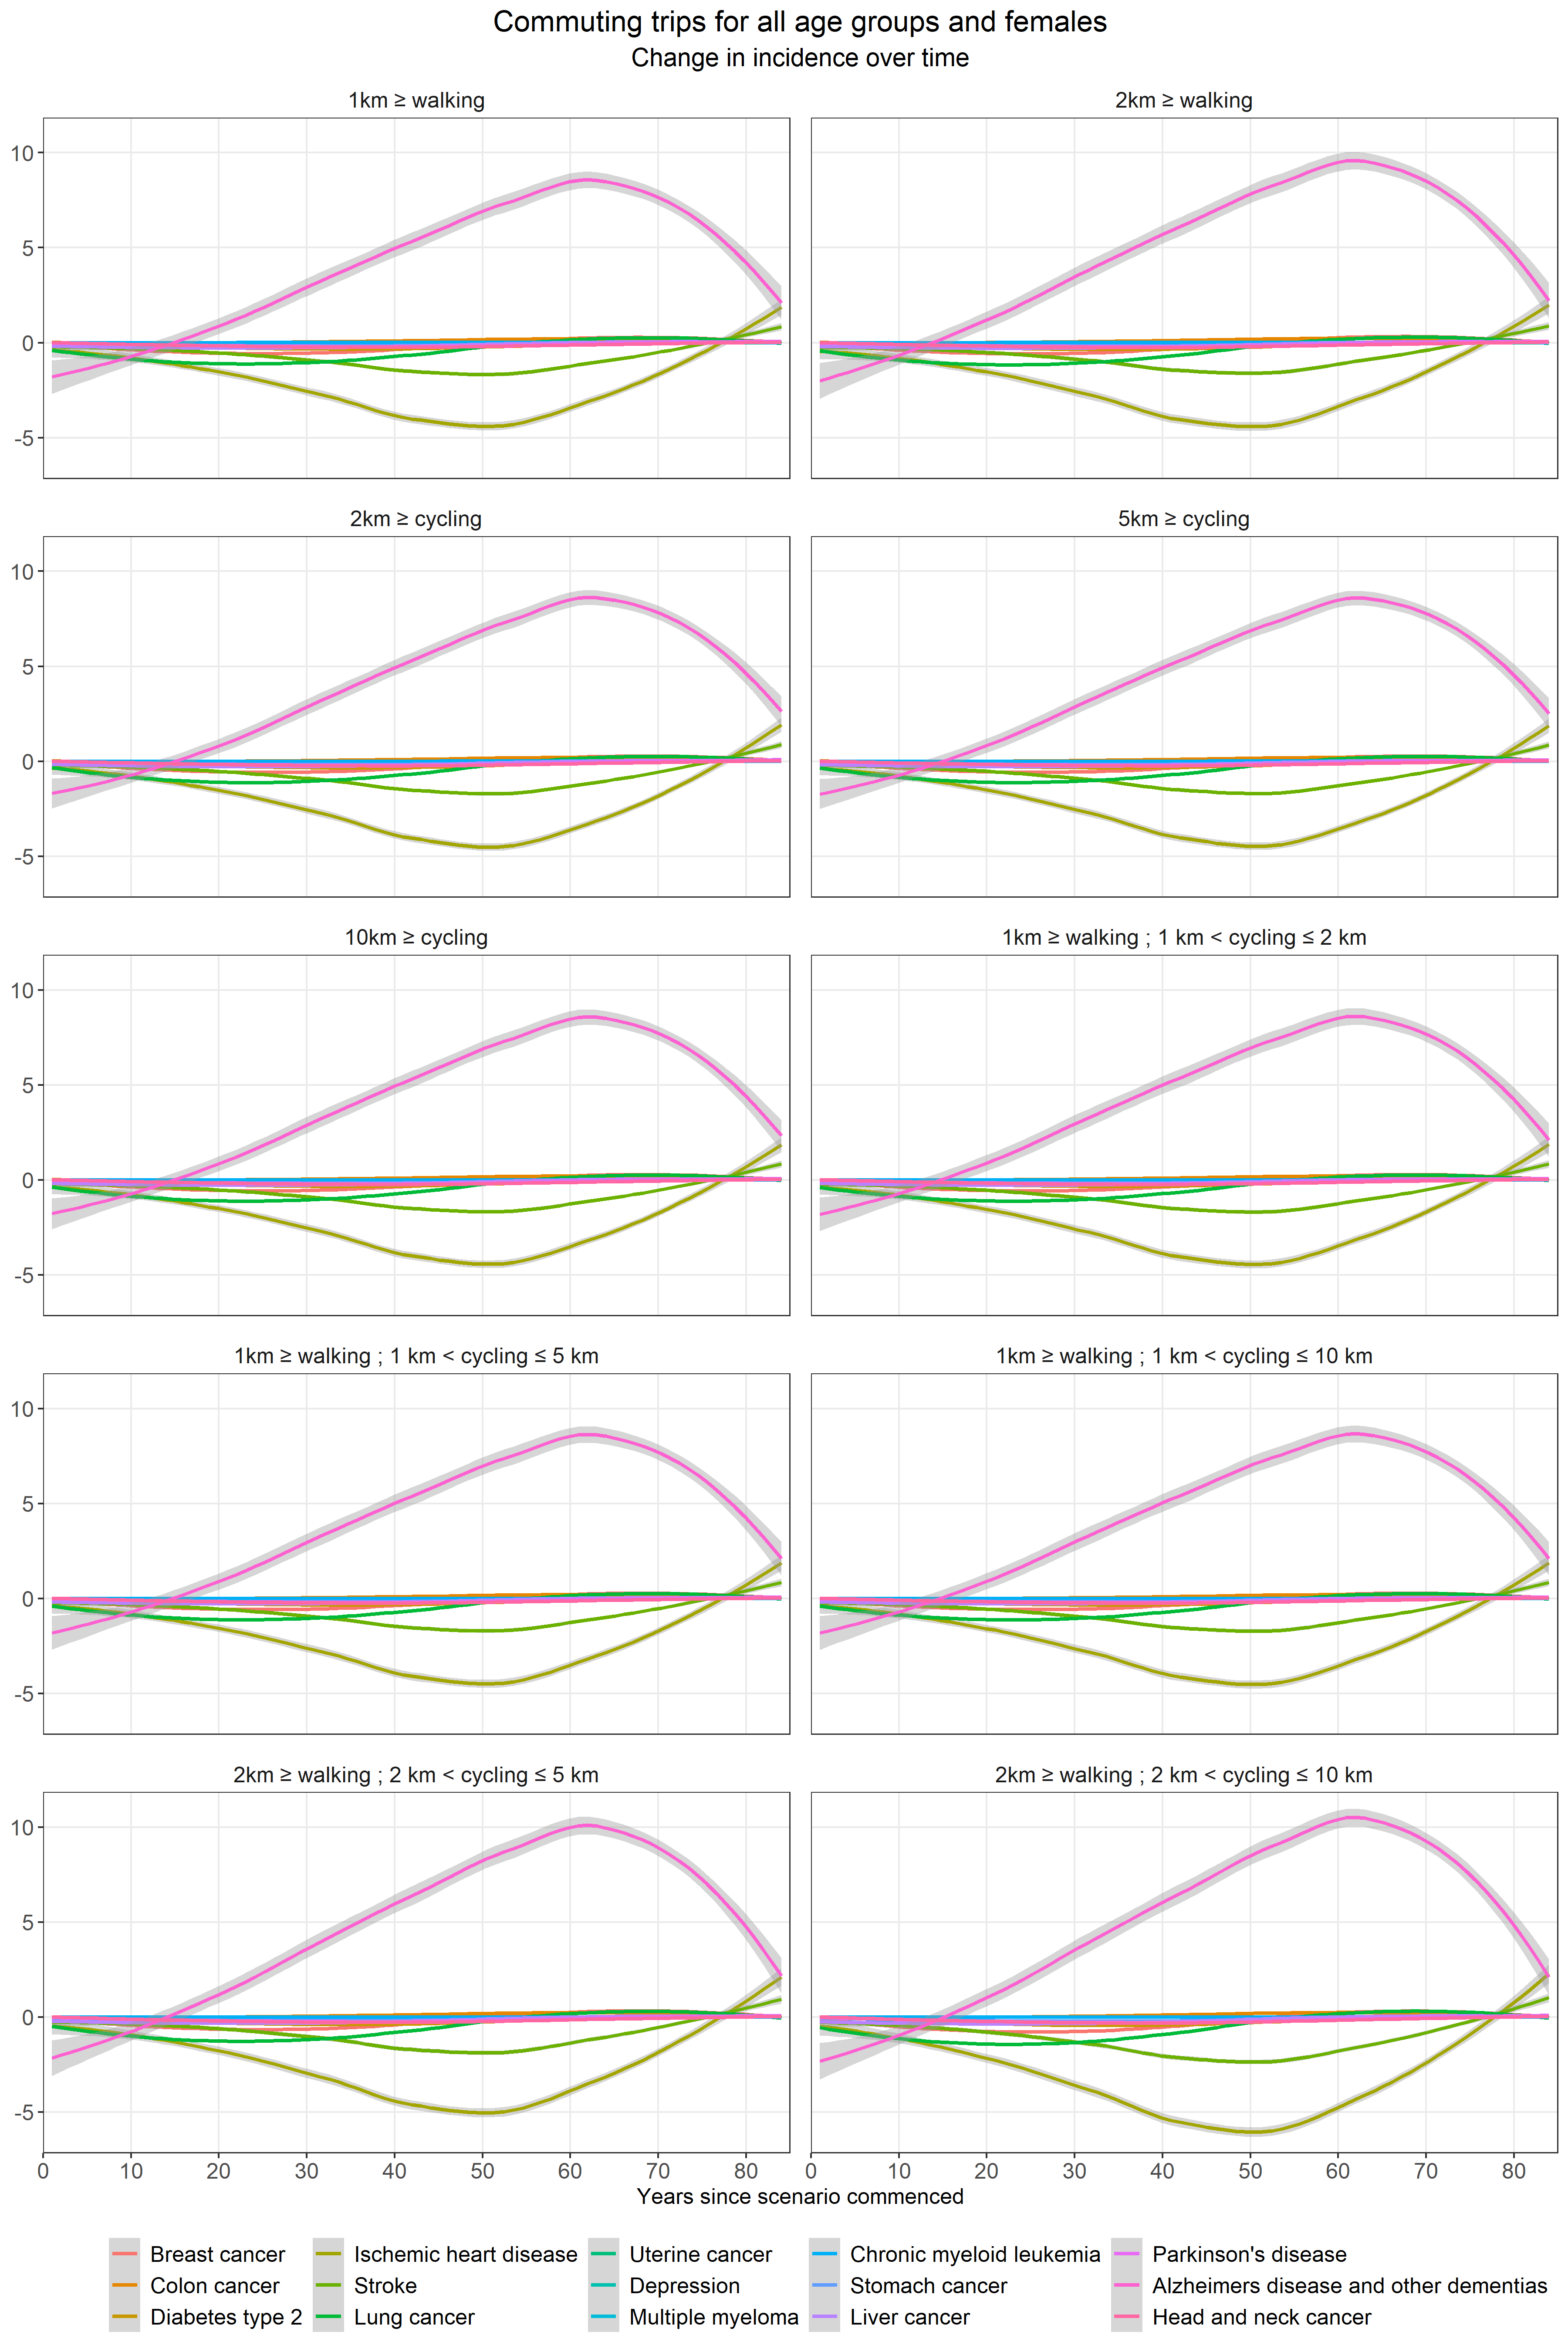 Commuting trips for all age groups and females
Change in incidence over time
1km ≥ walking
2km ≥ walking
10
5
0
-5
2km ≥ cycling
5km ≥ cycling
10
5
0
-5
10km ≥ cycling
1km ≥ walking ; 1 km < cycling ≤ 2 km
10
5
0
-5
1km ≥ walking ; 1 km < cycling ≤ 5 km
1km ≥ walking ; 1 km < cycling ≤ 10 km
10
5
0
-5
2km ≥ walking ; 2 km < cycling ≤ 5 km
2km ≥ walking ; 2 km < cycling ≤ 10 km
10
5
0
-5
0 10 20 30 40 50 60 70 80
0 10 20 30 40 50 60 70 80
Years since scenario commenced
Breast cancer
Colon cancer
Diabetes type 2
Ischemic heart disease
Stroke
Lung cancer
Uterine cancer
Depression
Multiple myeloma
Chronic myeloid leukemia
Stomach cancer
Liver cancer
Parkinson's disease
Alzheimers disease and other dementias
Head and neck cancer